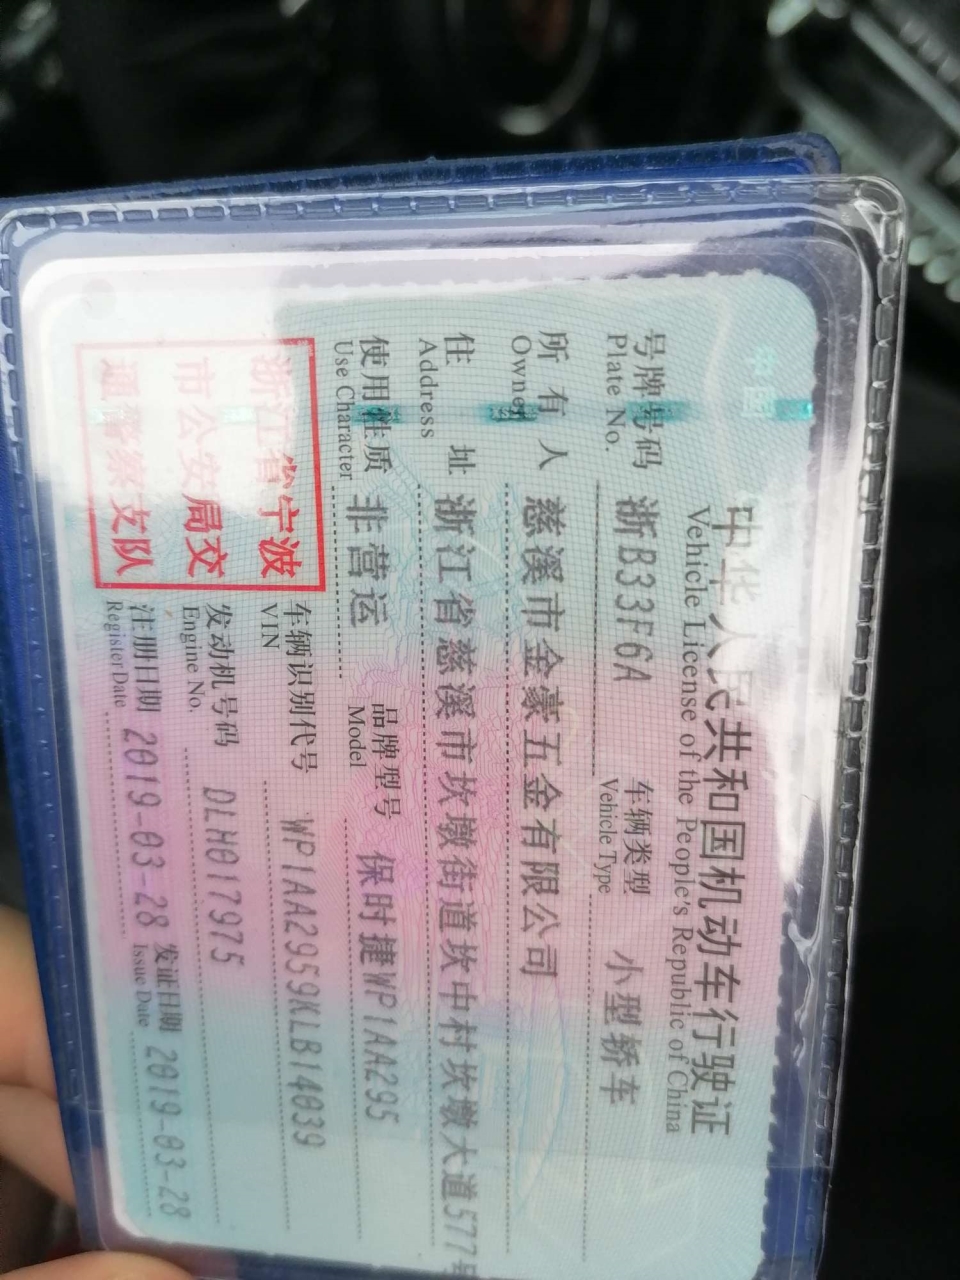 中华人民共和国机动车行驶证
Vehicle License of the People's Republic of China
号牌号码 浙B33F6A 车辆类型 小型轿车
Plate No. Vehicle Type
所有人 慈溪市金豪五金有限公司
Owner
住址 浙江省慈溪市坎墩街道坎中村坎墩大道577号
Address
使用性质 非营运 品牌型号 保时捷WP1AA295
Use Character Model
车辆识别代号 WP1AA2959KLB14039
VIN
发动机号码 DLH017975
Engine No.
注册日期 2019-03-28 发证日期 2019-03-28
Register Date Issue Date
浙江省宁波
市公安局交
通警察支队